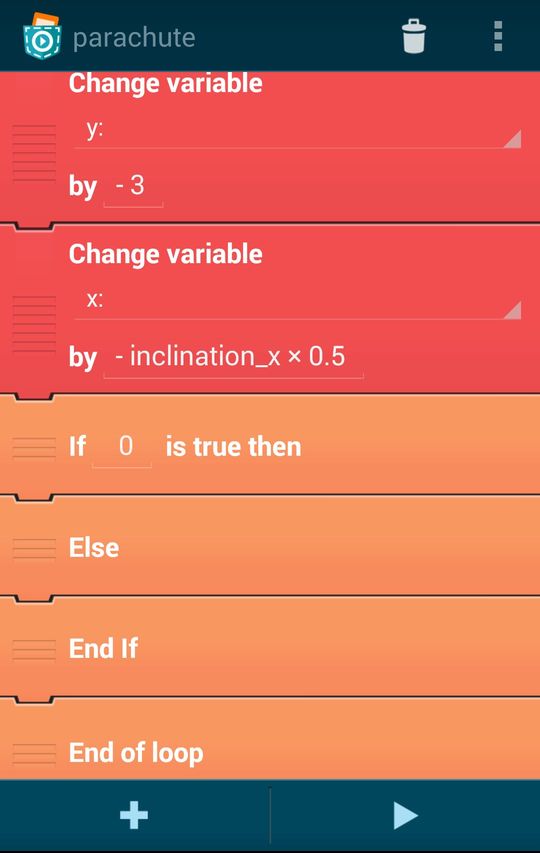 parachute
Change variable
y:
by - 3
Change variable
x:
by - inclination_x × 0.5
If 0 is true then
Else
End If
End of loop